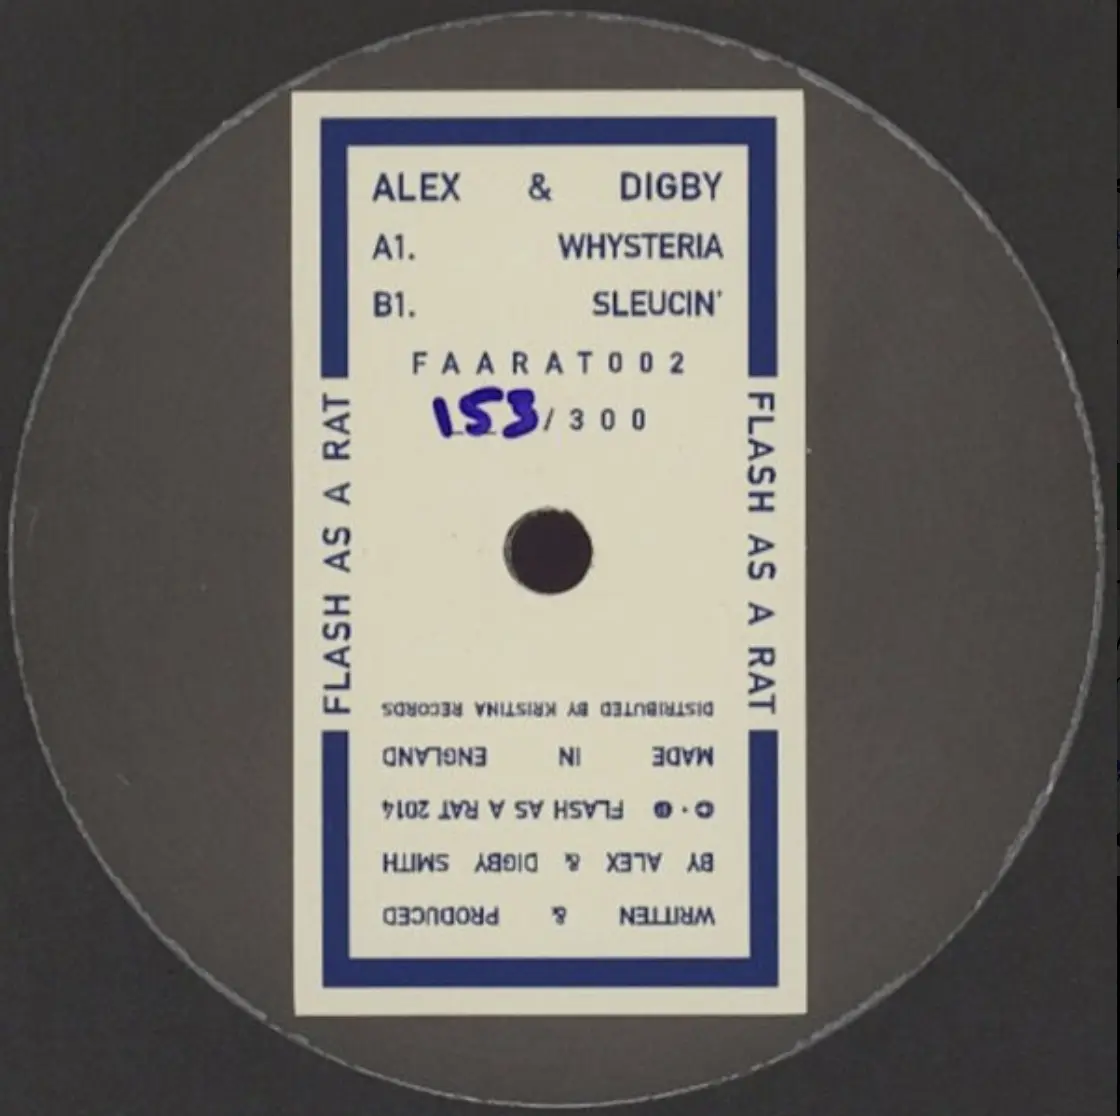 ALEX & DIGBY
A1. WHYSTERIA
B1. SLEUCIN'
FAARAT002
153/300
FLASH AS A RAT
FLASH AS A RAT
WRITTEN & PRODUCED
BY ALEX & DIGBY SMITH
©·℗ FLASH AS A RAT 2014
MADE IN ENGLAND
DISTRIBUTED BY KRISTINA RECORDS